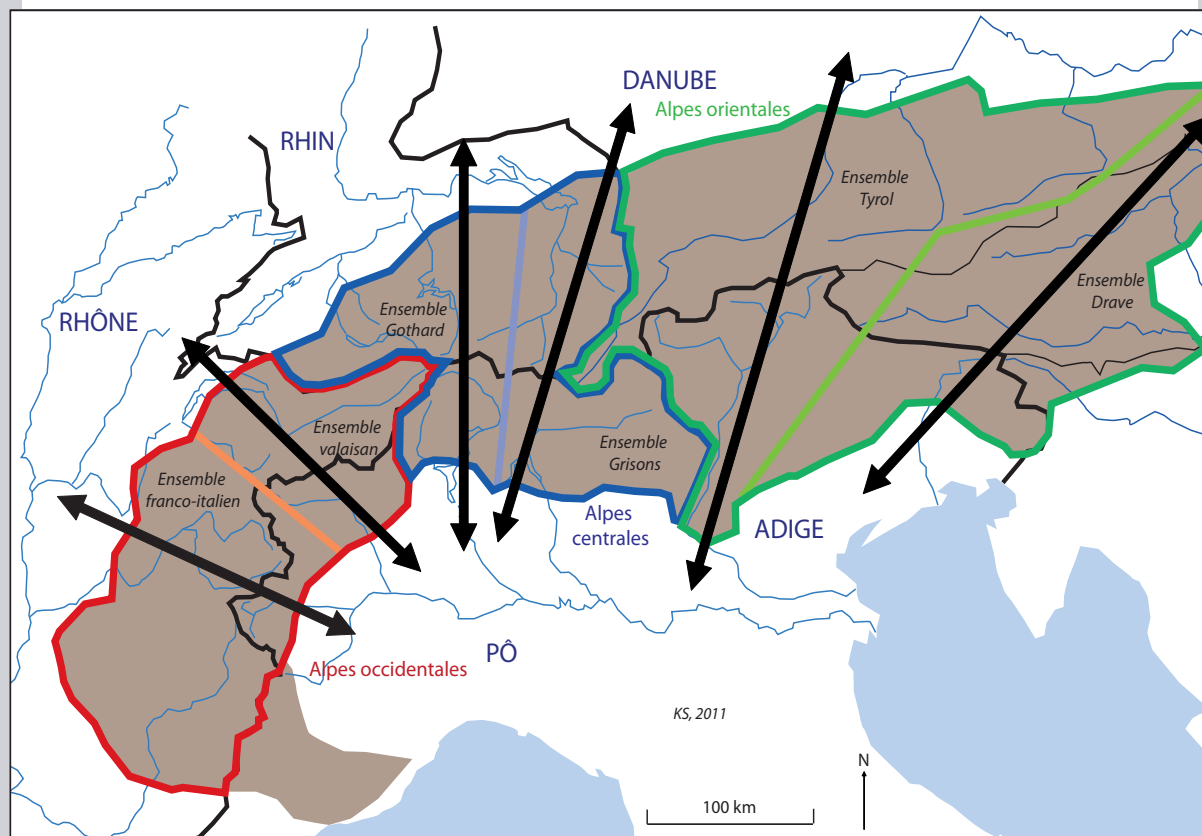 DANUBE
Alpes orientales
RHIN
Ensemble
Tyrol
Ensemble
Drave
RHÔNE
Ensemble
Gothard
Ensemble
valaisan
Ensemble
Grisons
Ensemble
franco-italien
Alpes
centrales
ADIGE
PÔ
Alpes occidentales
KS, 2011
N
100 km